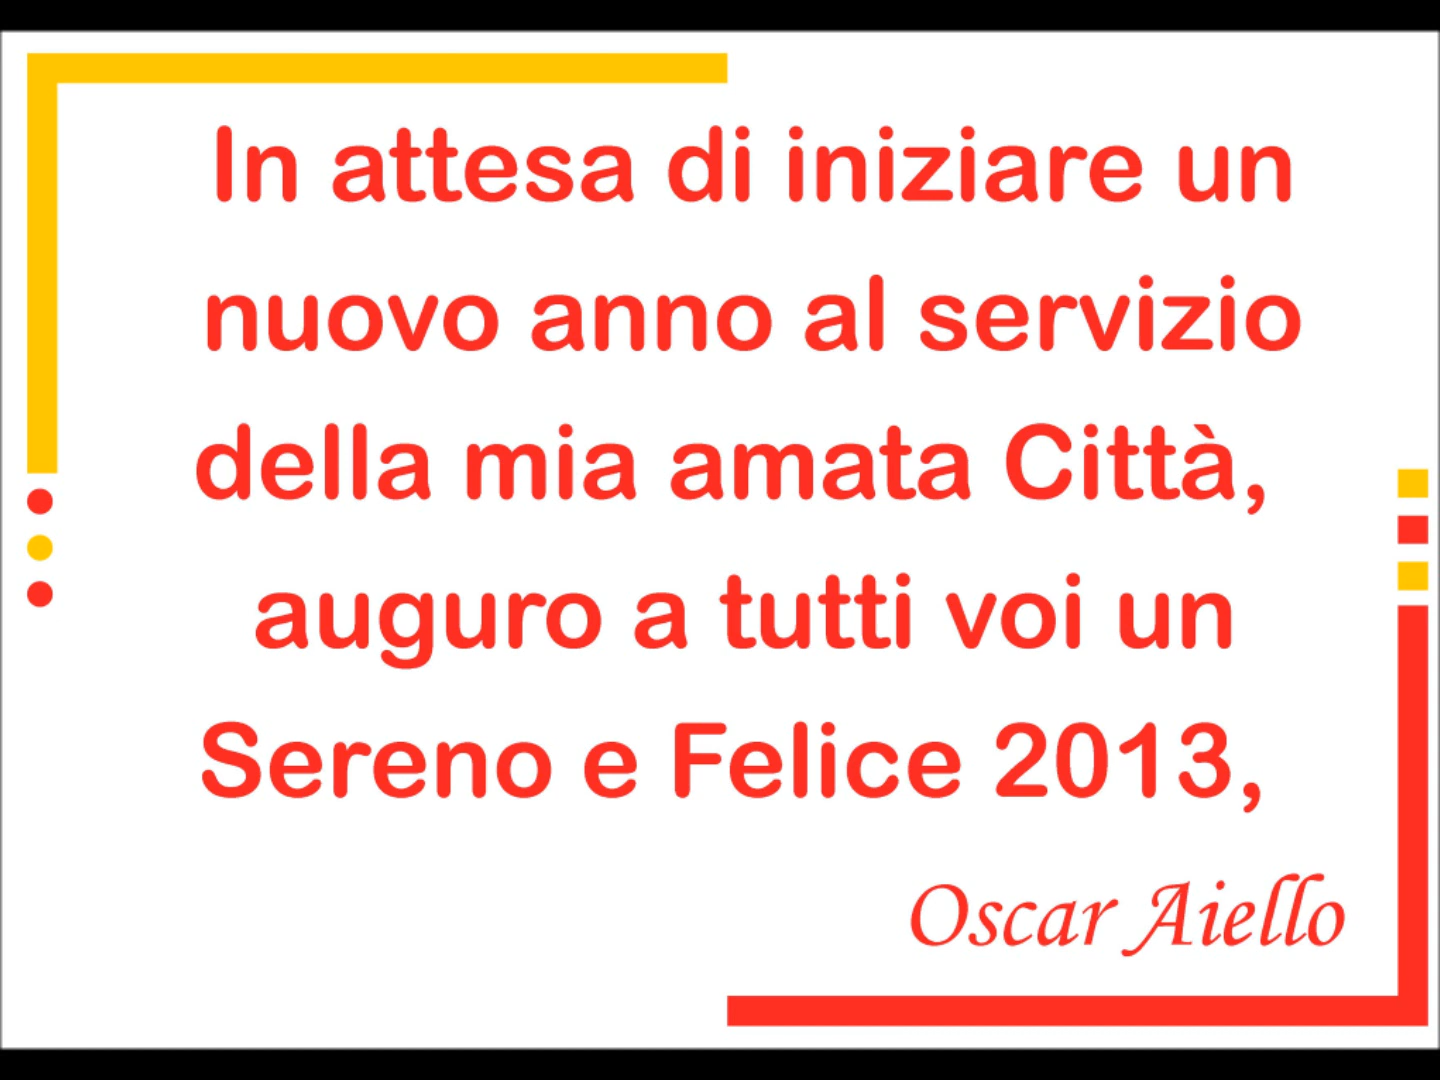 In attesa di iniziare un
nuovo anno al servizio
della mia amata Città,
auguro a tutti voi un
Sereno e Felice 2013,
Oscar Aiello